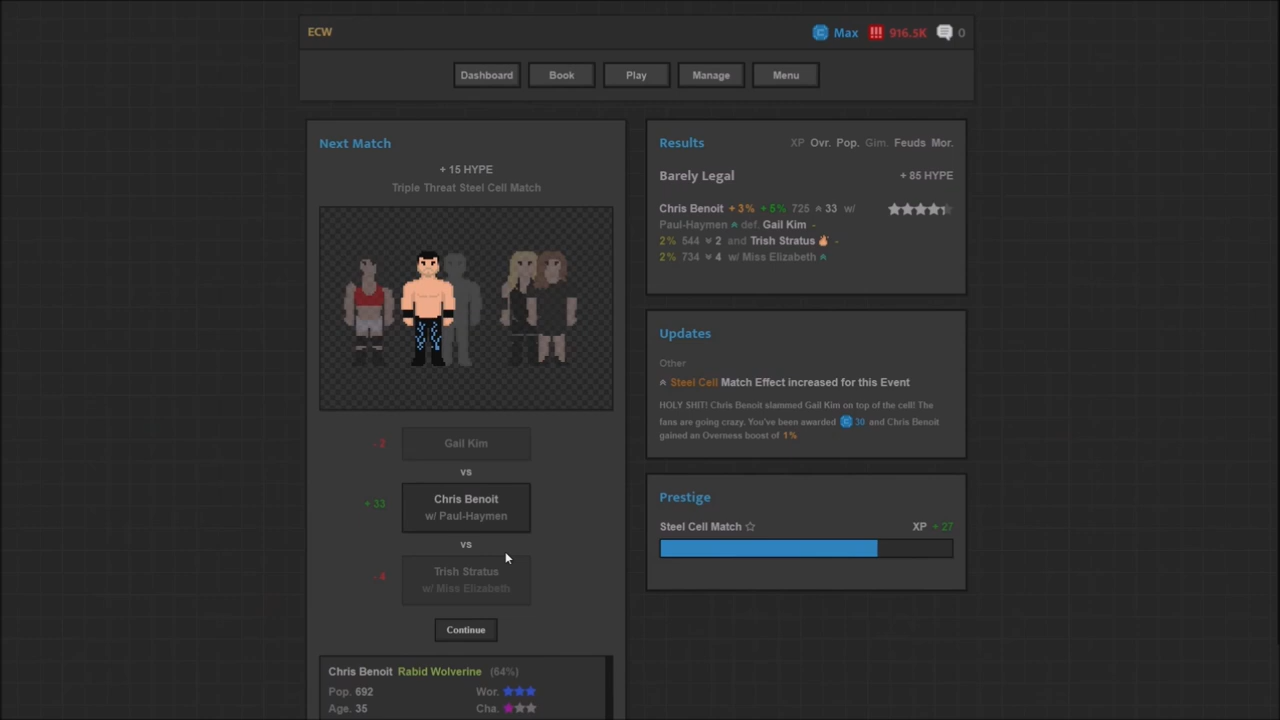 ECW
Max 916.5K 0
Dashboard Book Play Manage Menu
Next Match
+ 15 HYPE
Triple Threat Steel Cell Match
- 2 Gail Kim
vs
+ 33 Chris Benoit
w/ Paul-Haymen
vs
- 4 Trish Stratus
w/ Miss Elizabeth
Continue
Chris Benoit Rabid Wolverine (64%)
Pop. 692 Wor.
Age. 35 Cha.
Results XP Ovr. Pop. Gim. Feuds Mor.
Barely Legal + 85 HYPE
Chris Benoit + 3% + 5% 725 33 w/
Paul-Haymen def. Gail Kim -
2% 544 2 and Trish Stratus -
2% 734 4 w/ Miss Elizabeth
Updates
Other
Steel Cell Match Effect increased for this Event
HOLY SHIT! Chris Benoit slammed Gail Kim on top of the cell! The
fans are going crazy. You've been awarded C 30 and Chris Benoit
gained an Overness boost of 1%
Prestige
Steel Cell Match XP + 27